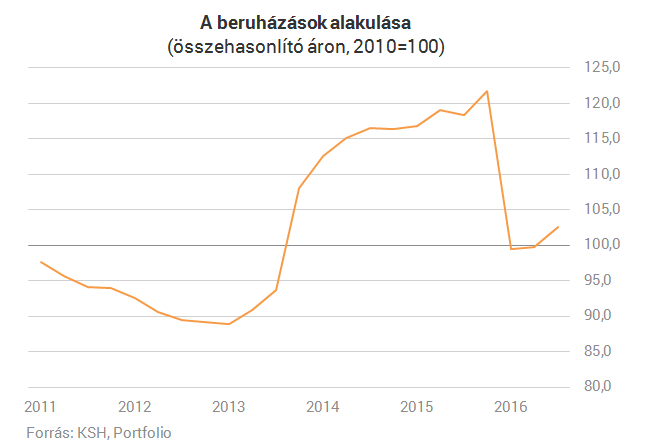 A beruházások alakulása
(összehasonlító áron, 2010=100)
125,0
120,0
115,0
110,0
105,0
100,0
95,0
90,0
85,0
80,0
2011 2012 2013 2014 2015 2016
Forrás: KSH, Portfolio